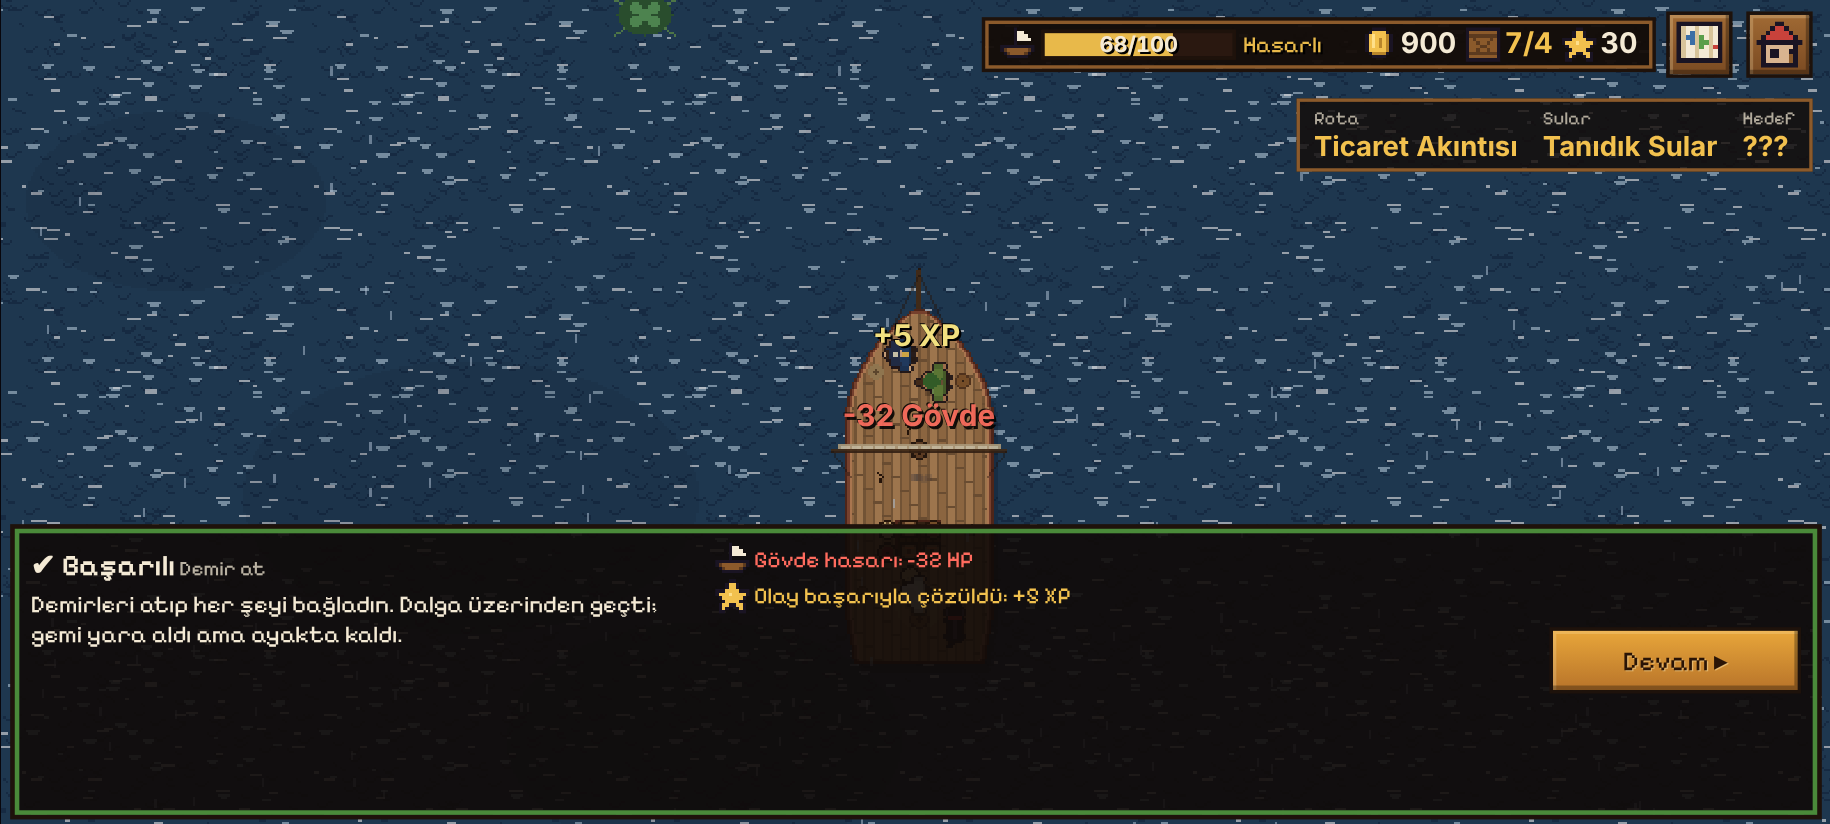 68/100 Hasarlı 900 7/4 30
Rota Sular Hedef
Ticaret Akıntısı Tanıdık Sular ???
+5 XP
-32 Gövde
✔ Başarılı Demir at
Demirleri atıp her şeyi bağladın. Dalga üzerinden geçti;
gemi yara aldı ama ayakta kaldı.
Gövde hasarı: -32 HP
Olay başarıyla çözüldü: +5 XP
Devam ▶